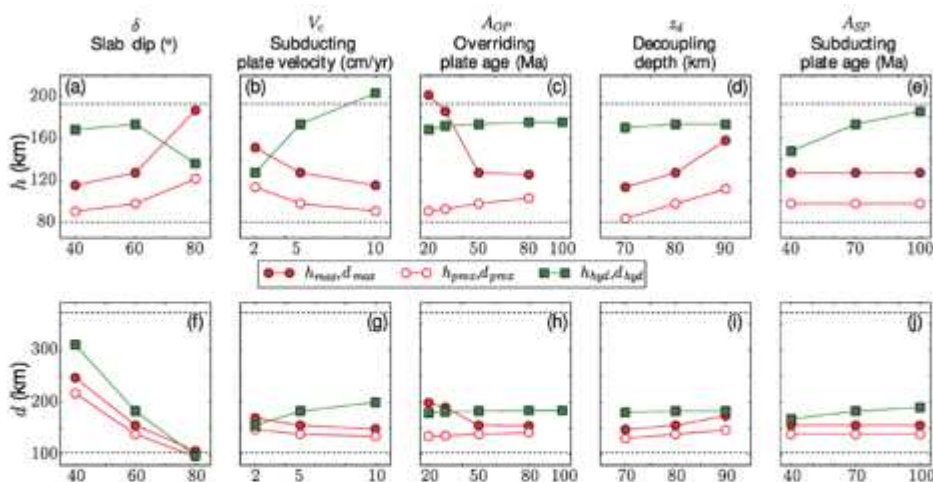 δ
Slab dip (°)
V_c
Subducting
plate velocity (cm/yr)
A_OP
Overriding
plate age (Ma)
z_d
Decoupling
depth (km)
A_SP
Subducting
plate age (Ma)
(a) (b) (c) (d) (e)
h (km)
200
160
120
80
40 60 80
2 5 10
20 50 80 100
70 80 90
40 70 100
h_max,d_max h_pmx,d_pmx h_hyd,d_hyd
(f) (g) (h) (i) (j)
d (km)
300
200
100
40 60 80
2 5 10
20 50 80 100
70 80 90
40 70 100